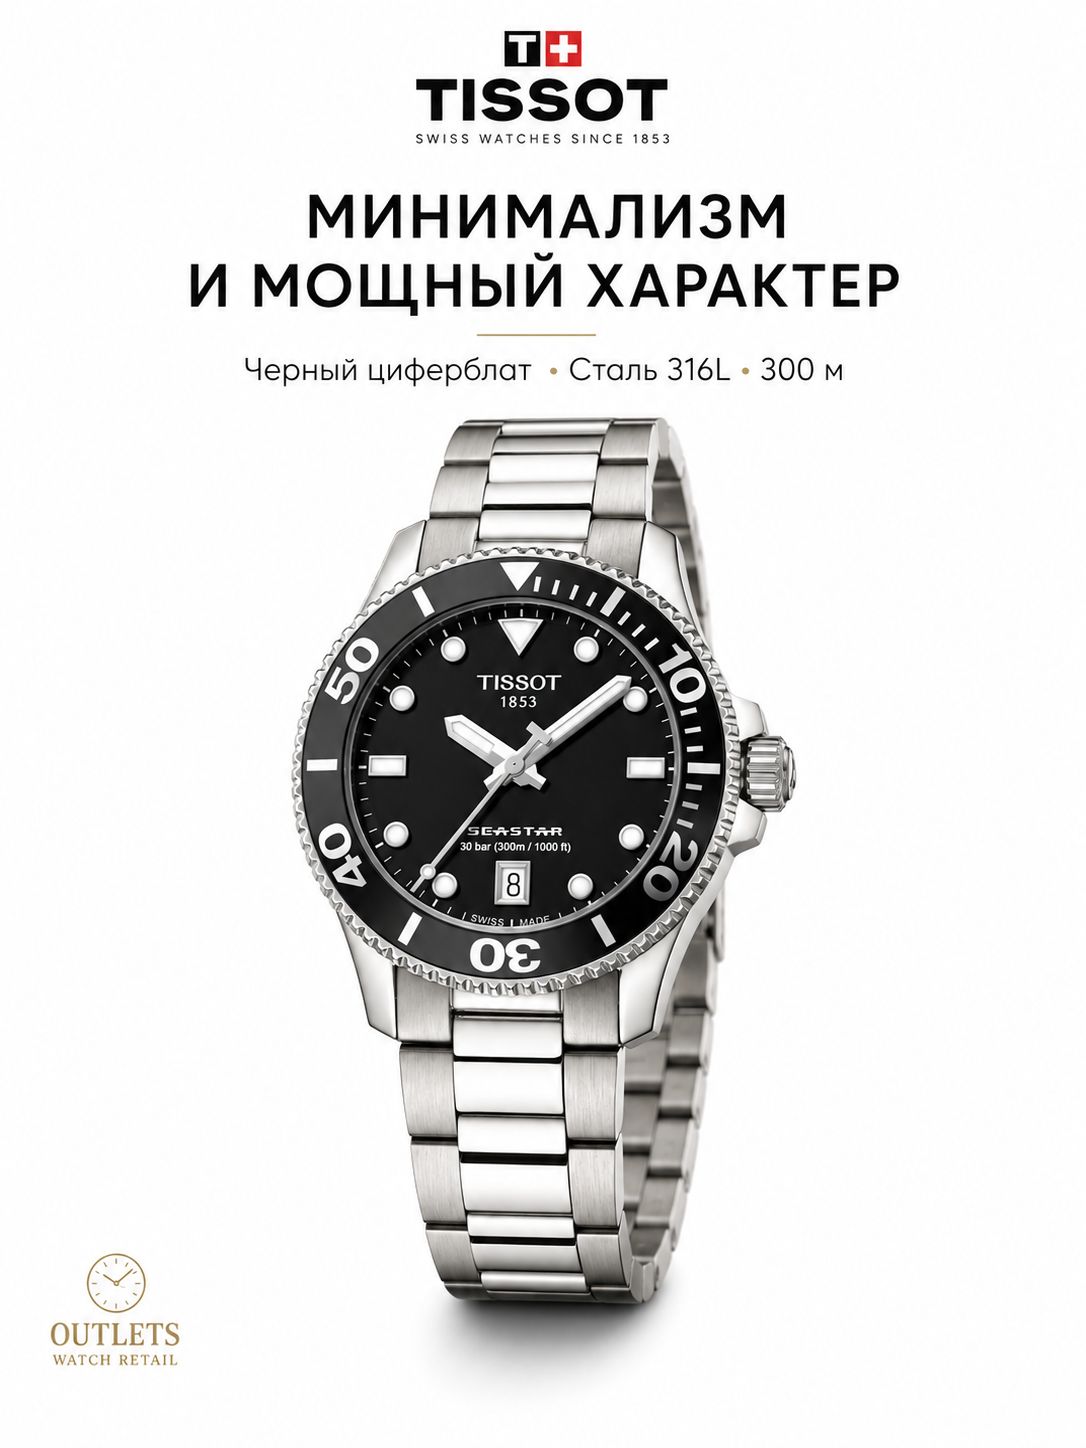 TISSOT
SWISS WATCHES SINCE 1853
МИНИМАЛИЗМ
И МОЩНЫЙ ХАРАКТЕР
Черный циферблат • Сталь 316L • 300 м
50
10
TISSOT
1853
SEASTAR
30 bar (300m / 1000 ft)
40
20
8
SWISS MADE
30
OUTLETS
WATCH RETAIL